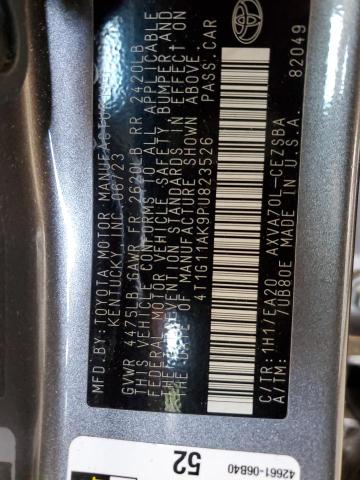 MFD. BY: TOYOTA MOTOR MANUFACTURING
KENTUCKY, INC. 06/23
GVWR 4475LB GAWR FR 2620LB RR 2420LB
THIS VEHICLE CONFORMS TO ALL APPLICABLE
FEDERAL MOTOR VEHICLE SAFETY, BUMPER AND
THEFT PREVENTION STANDARDS IN EFFECT ON
THE DATE OF MANUFACTURE SHOWN ABOVE.
4T1G11AK9PU823526 PASS. CAR
C/TR: 1H1/EA20 AXVA70L-CEZSBA
A/TM: 7UB80E MADE IN U.S.A. 82049
52
42661-06B40